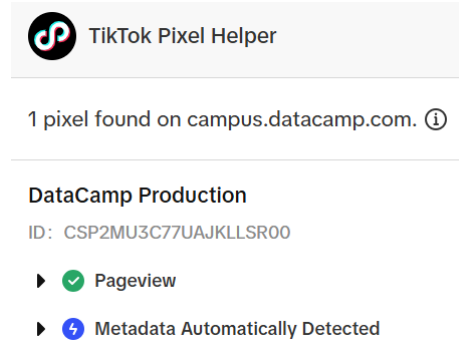 TikTok Pixel Helper
1 pixel found on campus.datacamp.com.
DataCamp Production
ID: CSP2MU3C77UAJKLLSR00
Pageview
Metadata Automatically Detected